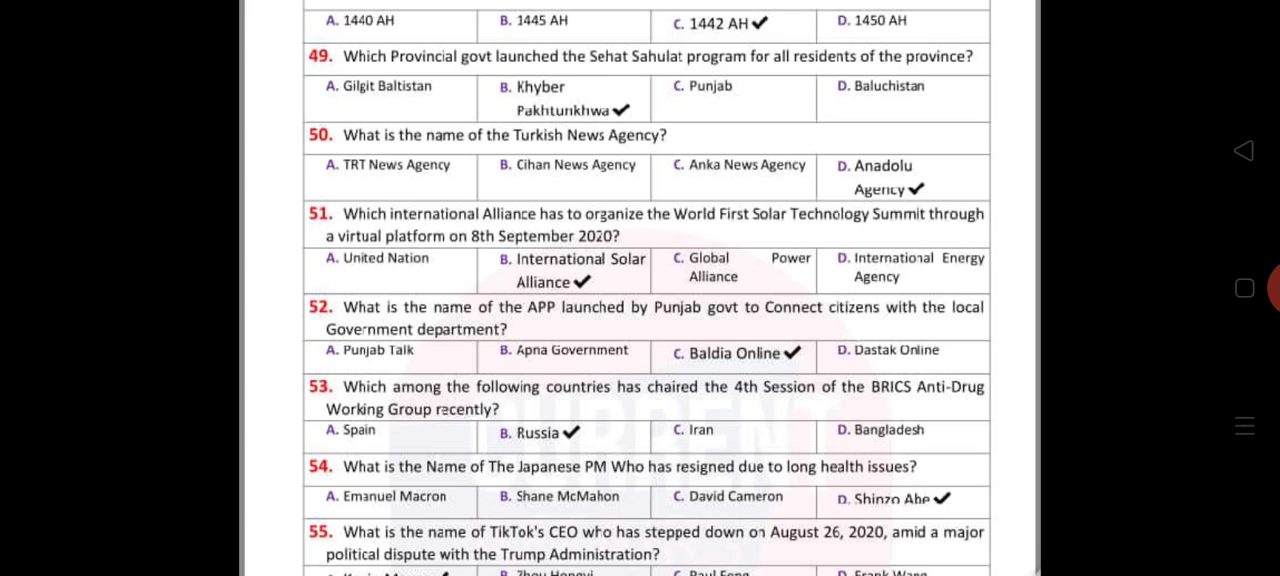 A. 1440 AH B. 1445 AH C. 1442 AH ✔ D. 1450 AH
49. Which Provincial govt launched the Sehat Sahulat program for all residents of the province?
A. Gilgit Baltistan B. Khyber C. Punjab D. Baluchistan
Pakhtunkhwa ✔
50. What is the name of the Turkish News Agency?
A. TRT News Agency B. Cihan News Agency C. Anka News Agency D. Anadolu
Agency ✔
51. Which international Alliance has to organize the World First Solar Technology Summit through
a virtual platform on 8th September 2020?
A. United Nation B. International Solar C. Global Power D. International Energy
Alliance ✔ Alliance Agency
52. What is the name of the APP launched by Punjab govt to Connect citizens with the local
Government department?
A. Punjab Talk B. Apna Government C. Baldia Online ✔ D. Dastak Online
53. Which among the following countries has chaired the 4th Session of the BRICS Anti-Drug
Working Group recently?
A. Spain B. Russia ✔ C. Iran D. Bangladesh
54. What is the Name of The Japanese PM Who has resigned due to long health issues?
A. Emanuel Macron B. Shane McMahon C. David Cameron D. Shinzo Abe ✔
55. What is the name of TikTok's CEO who has stepped down on August 26, 2020, amid a major
political dispute with the Trump Administration?
CURRENT